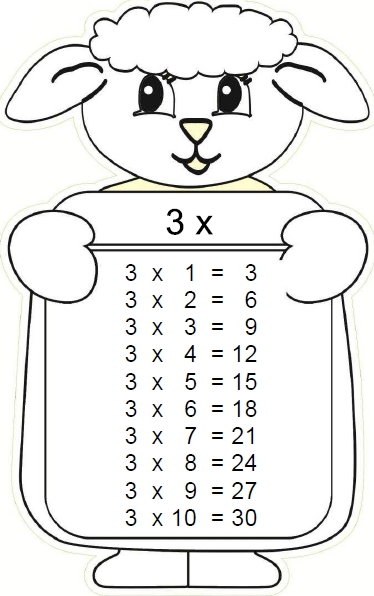 3 x
3 x 1 = 3
3 x 2 = 6
3 x 3 = 9
3 x 4 = 12
3 x 5 = 15
3 x 6 = 18
3 x 7 = 21
3 x 8 = 24
3 x 9 = 27
3 x 10 = 30